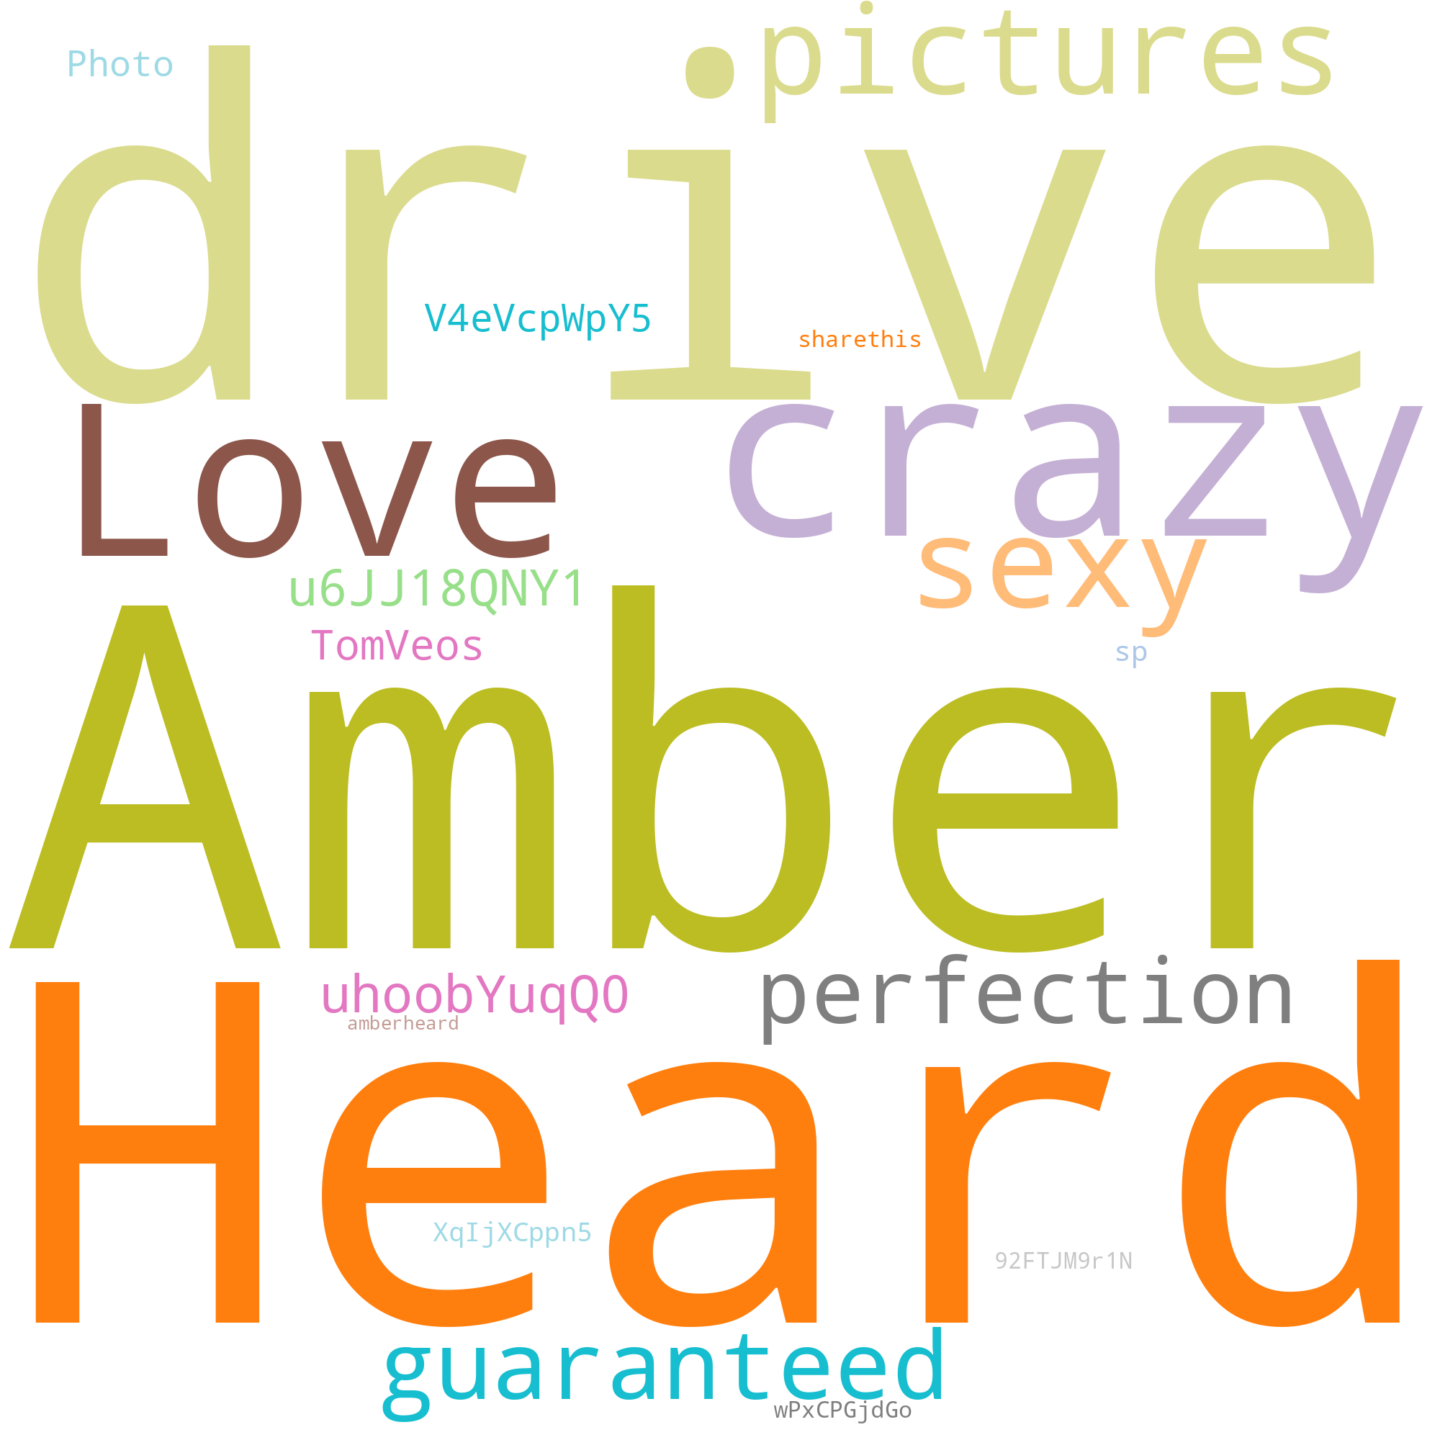 pictures
Photo
drive
V4eVcpWpY5
sharethis
Love
crazy
sexy
u6JJ18QNY1
TomVeos
sp
Amber
uhoobYuqQ0
perfection
amberheard
Heard
XqIjXCppn5
92FTJM9r1N
guaranteed
wPxCPGjdGo